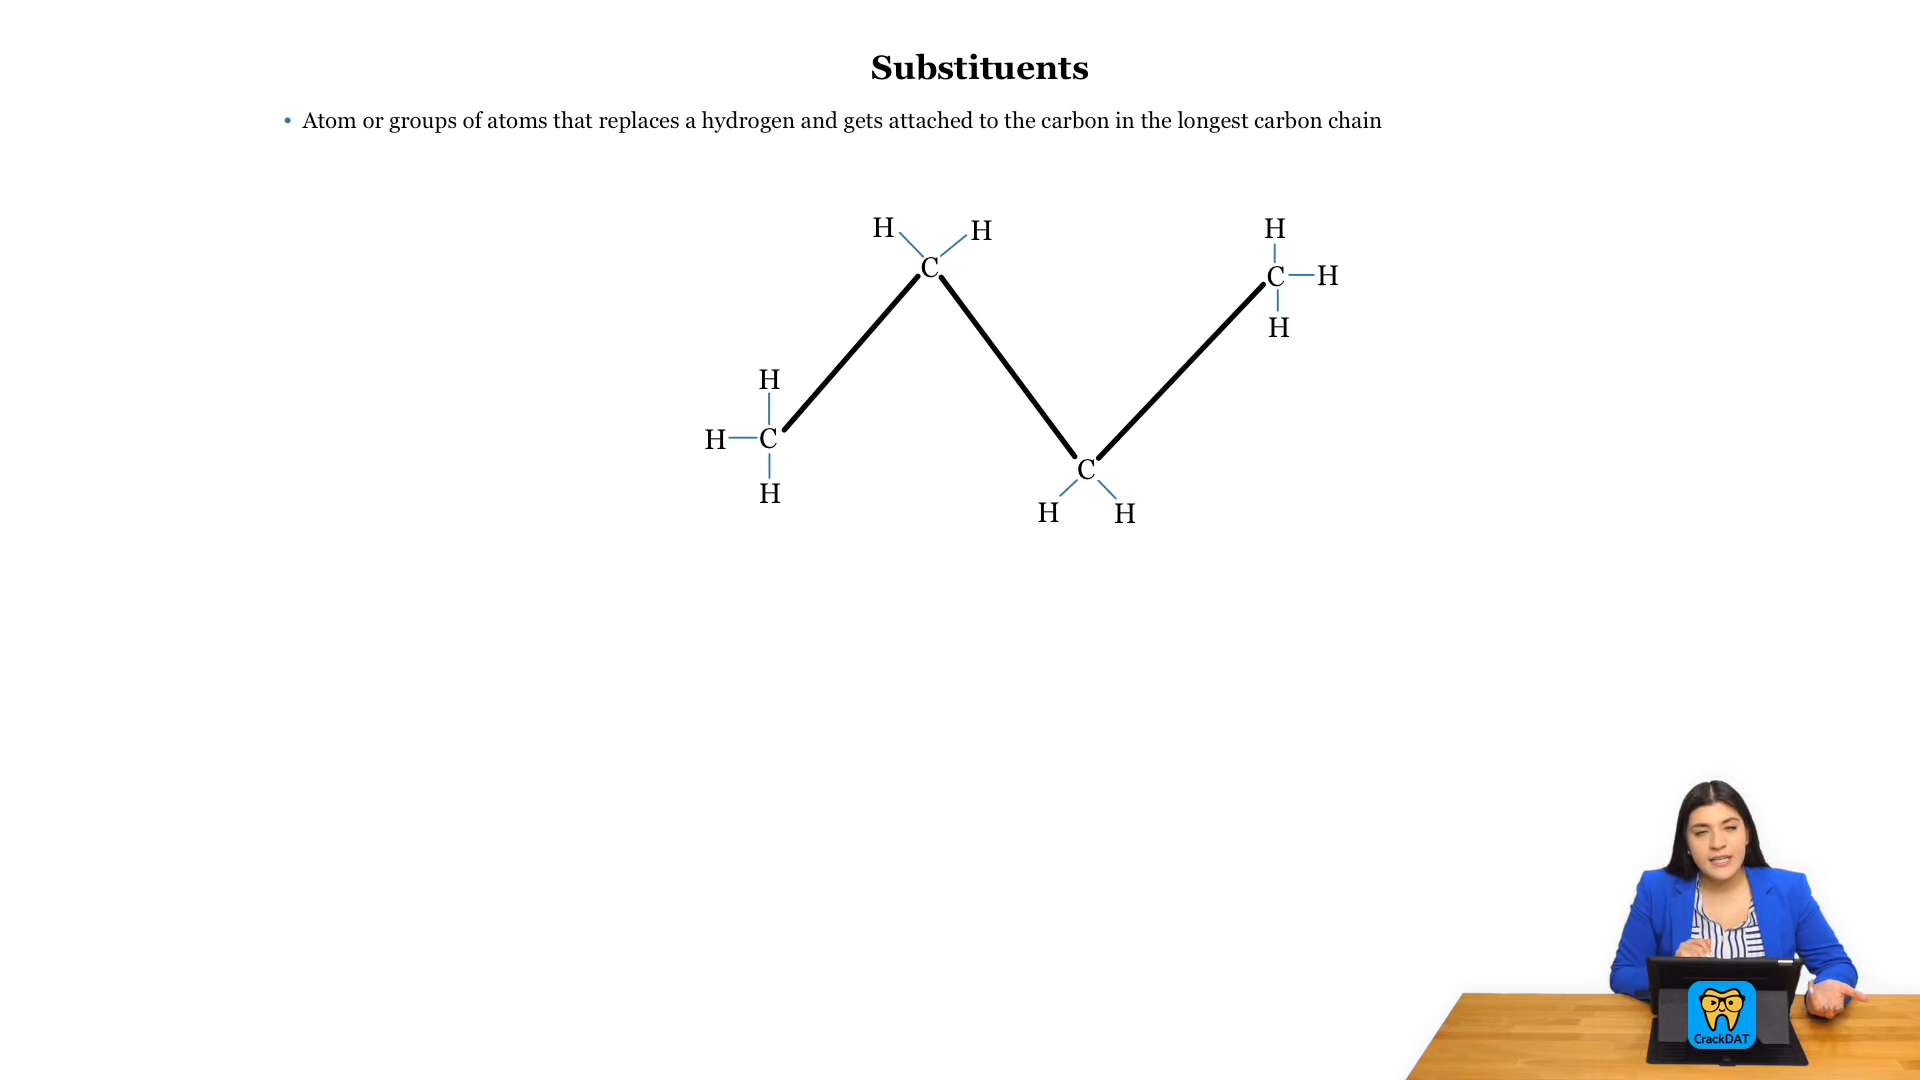 Substituents
• Atom or groups of atoms that replaces a hydrogen and gets attached to the carbon in the longest carbon chain
H H H
C C H
H
H
H C
H
C
H H
CrackDAT